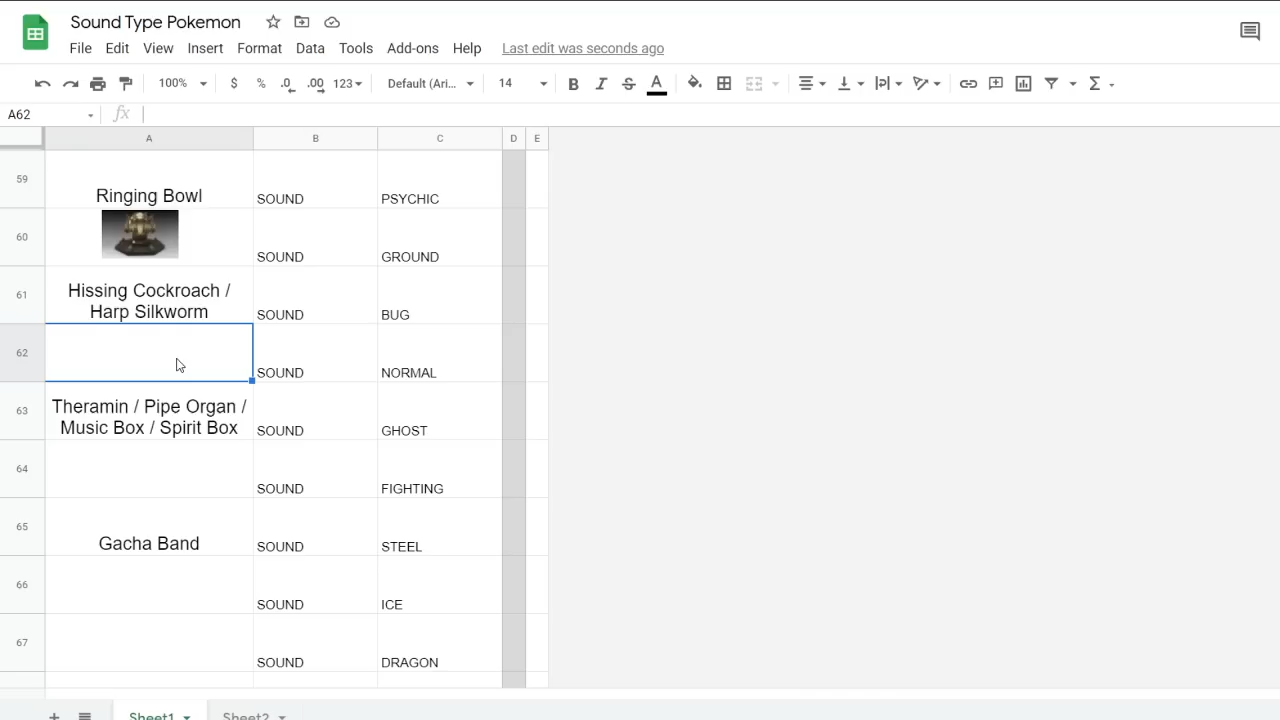 Sound Type Pokemon
File Edit View Insert Format Data Tools Add-ons Help Last edit was seconds ago
100% $ % .0 .00 123 Default (Ari... 14 B I S A Σ
A62 fx
A B C D E
59 Ringing Bowl SOUND PSYCHIC
60 SOUND GROUND
61 Hissing Cockroach /
Harp Silkworm SOUND BUG
62 SOUND NORMAL
63 Theramin / Pipe Organ /
Music Box / Spirit Box SOUND GHOST
64 SOUND FIGHTING
65 Gacha Band SOUND STEEL
66 SOUND ICE
67 SOUND DRAGON
+ Sheet1 Sheet2